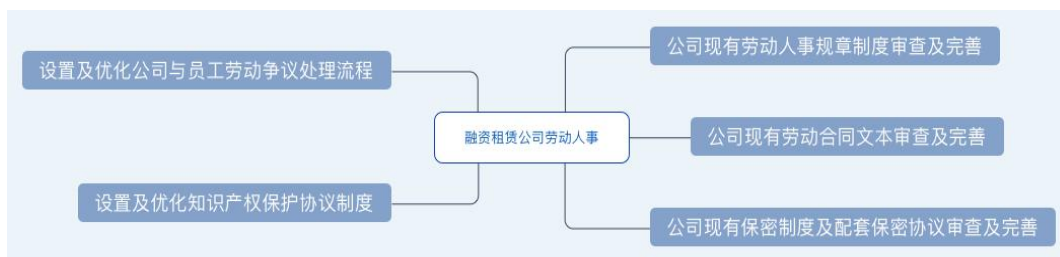 公司现有劳动人事规章制度审查及完善
设置及优化公司与员工劳动争议处理流程
融资租赁公司劳动人事
公司现有劳动合同文本审查及完善
设置及优化知识产权保护协议制度
公司现有保密制度及配套保密协议审查及完善